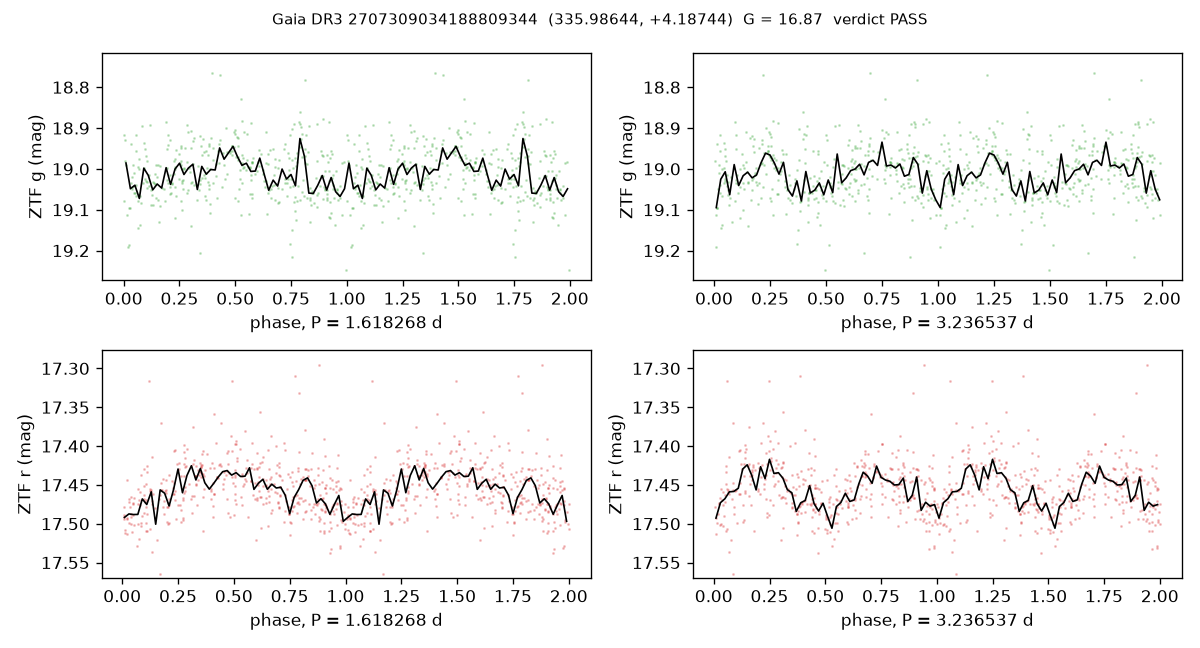 Gaia DR3 2707309034188809344 (335.98644, +4.18744) G = 16.87 verdict PASS
ZTF g (mag)
18.8
18.9
19.0
19.1
19.2
0.00 0.25 0.50 0.75 1.00 1.25 1.50 1.75 2.00
phase, P = 1.618268 d
ZTF g (mag)
18.8
18.9
19.0
19.1
19.2
0.00 0.25 0.50 0.75 1.00 1.25 1.50 1.75 2.00
phase, P = 3.236537 d
ZTF r (mag)
17.30
17.35
17.40
17.45
17.50
17.55
0.00 0.25 0.50 0.75 1.00 1.25 1.50 1.75 2.00
phase, P = 1.618268 d
ZTF r (mag)
17.30
17.35
17.40
17.45
17.50
17.55
0.00 0.25 0.50 0.75 1.00 1.25 1.50 1.75 2.00
phase, P = 3.236537 d